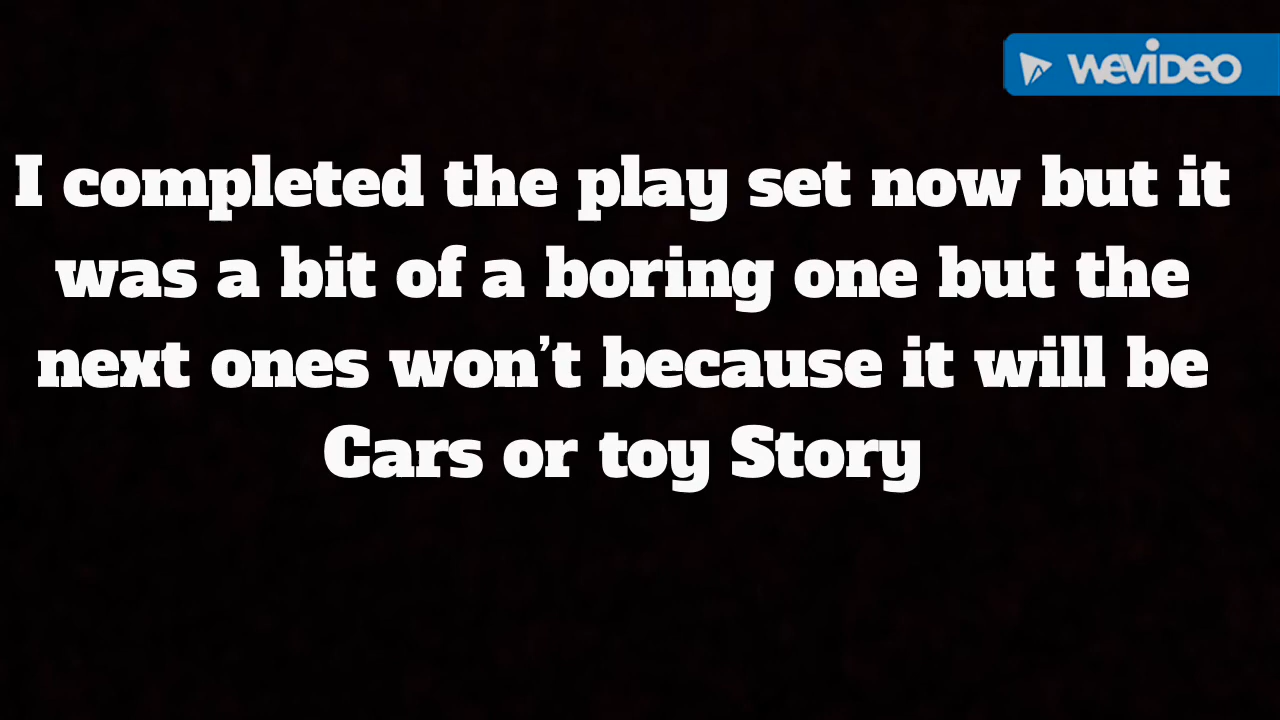 WEVIDEO
I completed the play set now but it
was a bit of a boring one but the
next ones won't because it will be
Cars or toy Story